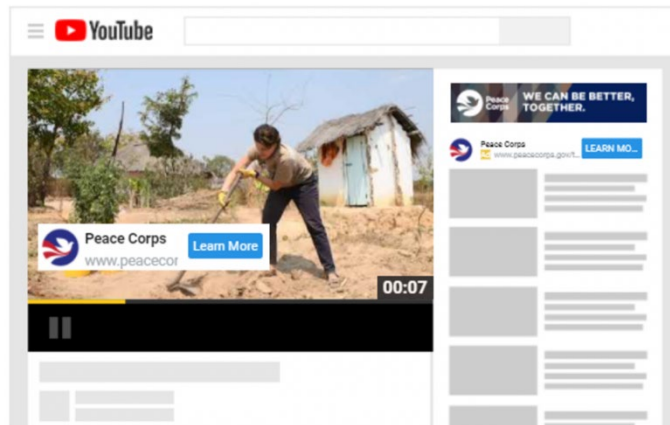 YouTube
Peace Corps
WE CAN BE BETTER,
TOGETHER.
Peace Corps
www.peacecorps.gov/t...
LEARN MO...
Peace Corps
www.peacecor
Learn More
00:07